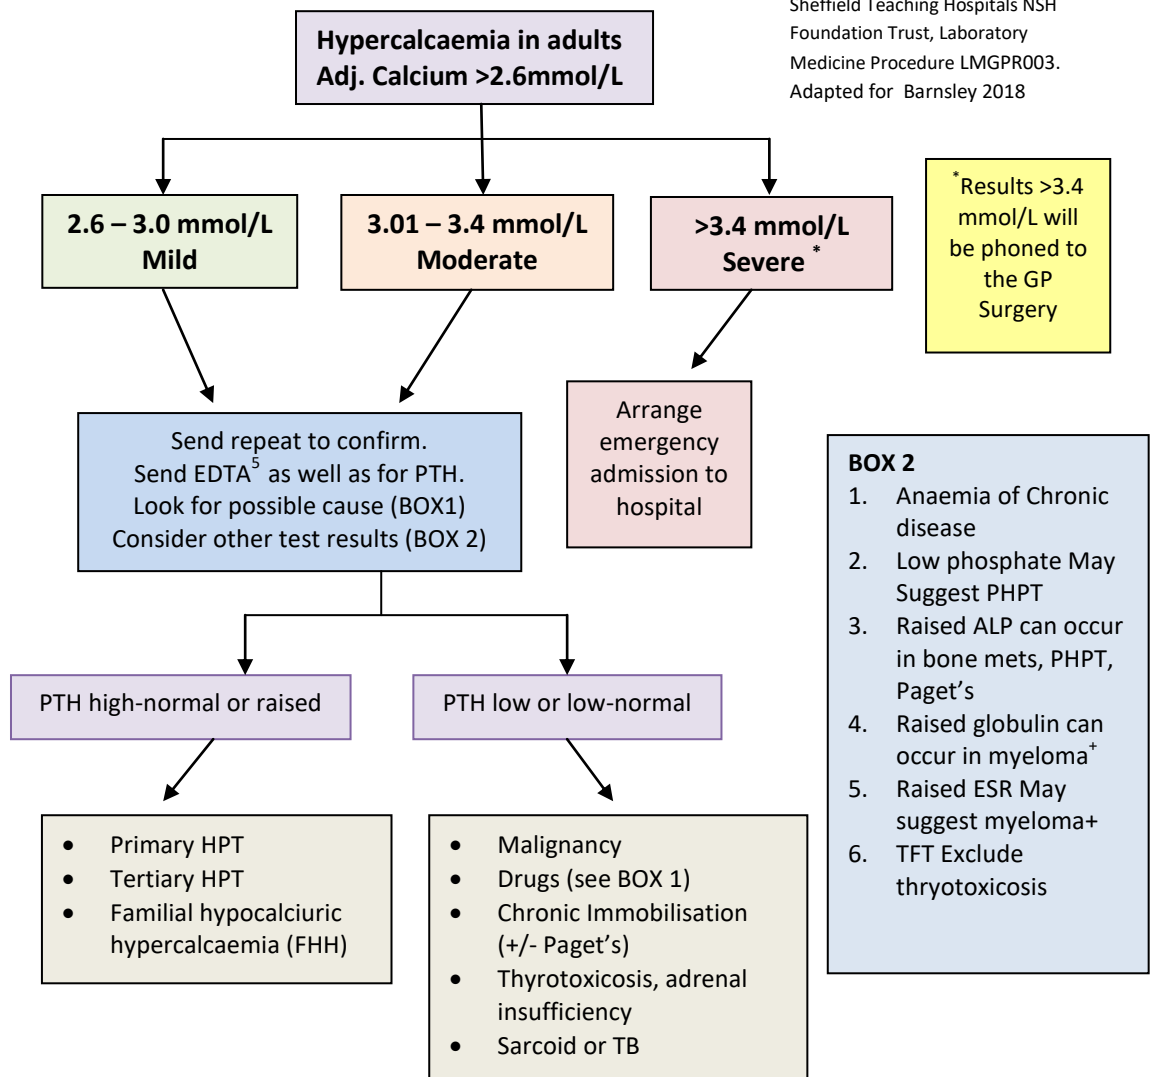 Sheffield Teaching Hospitals NSH
Foundation Trust, Laboratory
Medicine Procedure LMGPR003.
Adapted for Barnsley 2018
Hypercalcaemia in adults
Adj. Calcium >2.6mmol/L
2.6 – 3.0 mmol/L
Mild
3.01 – 3.4 mmol/L
Moderate
>3.4 mmol/L
Severe *
*Results >3.4
mmol/L will
be phoned to
the GP
Surgery
Send repeat to confirm.
Send EDTA5 as well as for PTH.
Look for possible cause (BOX1)
Consider other test results (BOX 2)
Arrange
emergency
admission to
hospital
BOX 2
1. Anaemia of Chronic
disease
2. Low phosphate May
Suggest PHPT
3. Raised ALP can occur
in bone mets, PHPT,
Paget’s
4. Raised globulin can
occur in myeloma+
5. Raised ESR May
suggest myeloma+
6. TFT Exclude
thryotoxicosis
PTH high-normal or raised
PTH low or low-normal
• Primary HPT
• Tertiary HPT
• Familial hypocalciuric
hypercalcaemia (FHH)
• Malignancy
• Drugs (see BOX 1)
• Chronic Immobilisation
(+/- Paget’s)
• Thyrotoxicosis, adrenal
insufficiency
• Sarcoid or TB